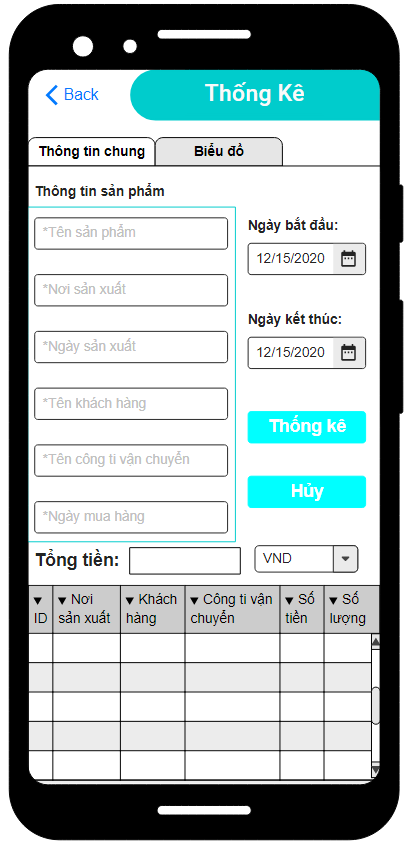 Back
Thống Kê
Thông tin chung
Biểu đồ
Thông tin sản phẩm
*Tên sản phẩm
*Nơi sản xuất
*Ngày sản xuất
*Tên khách hàng
*Tên công ti vận chuyển
*Ngày mua hàng
Ngày bắt đầu:
12/15/2020
Ngày kết thúc:
12/15/2020
Thống kê
Hủy
Tổng tiền:
VND
▼ ID
▼ Nơi sản xuất
▼ Khách hàng
▼ Công ti vận chuyển
▼ Số tiền
▼ Số lượng